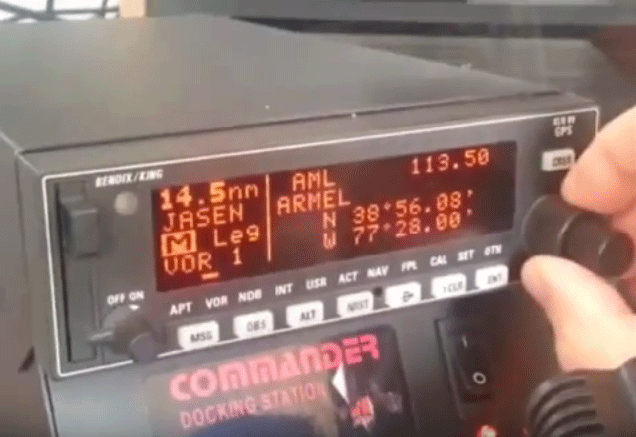 BENDIX/KING
KLN 89
GPS
CRSR
14.5nm
JASEN
M Leg
VOR 1
AML 113.50
ARMEL
N 38°56.08'
W 77°28.00'
OFF ON
APT VOR NDB INT USR ACT NAV FPL CAL SET OTH
MSG OBS ALT NRST D CLR ENT
COMMANDER
DOCKING STATION